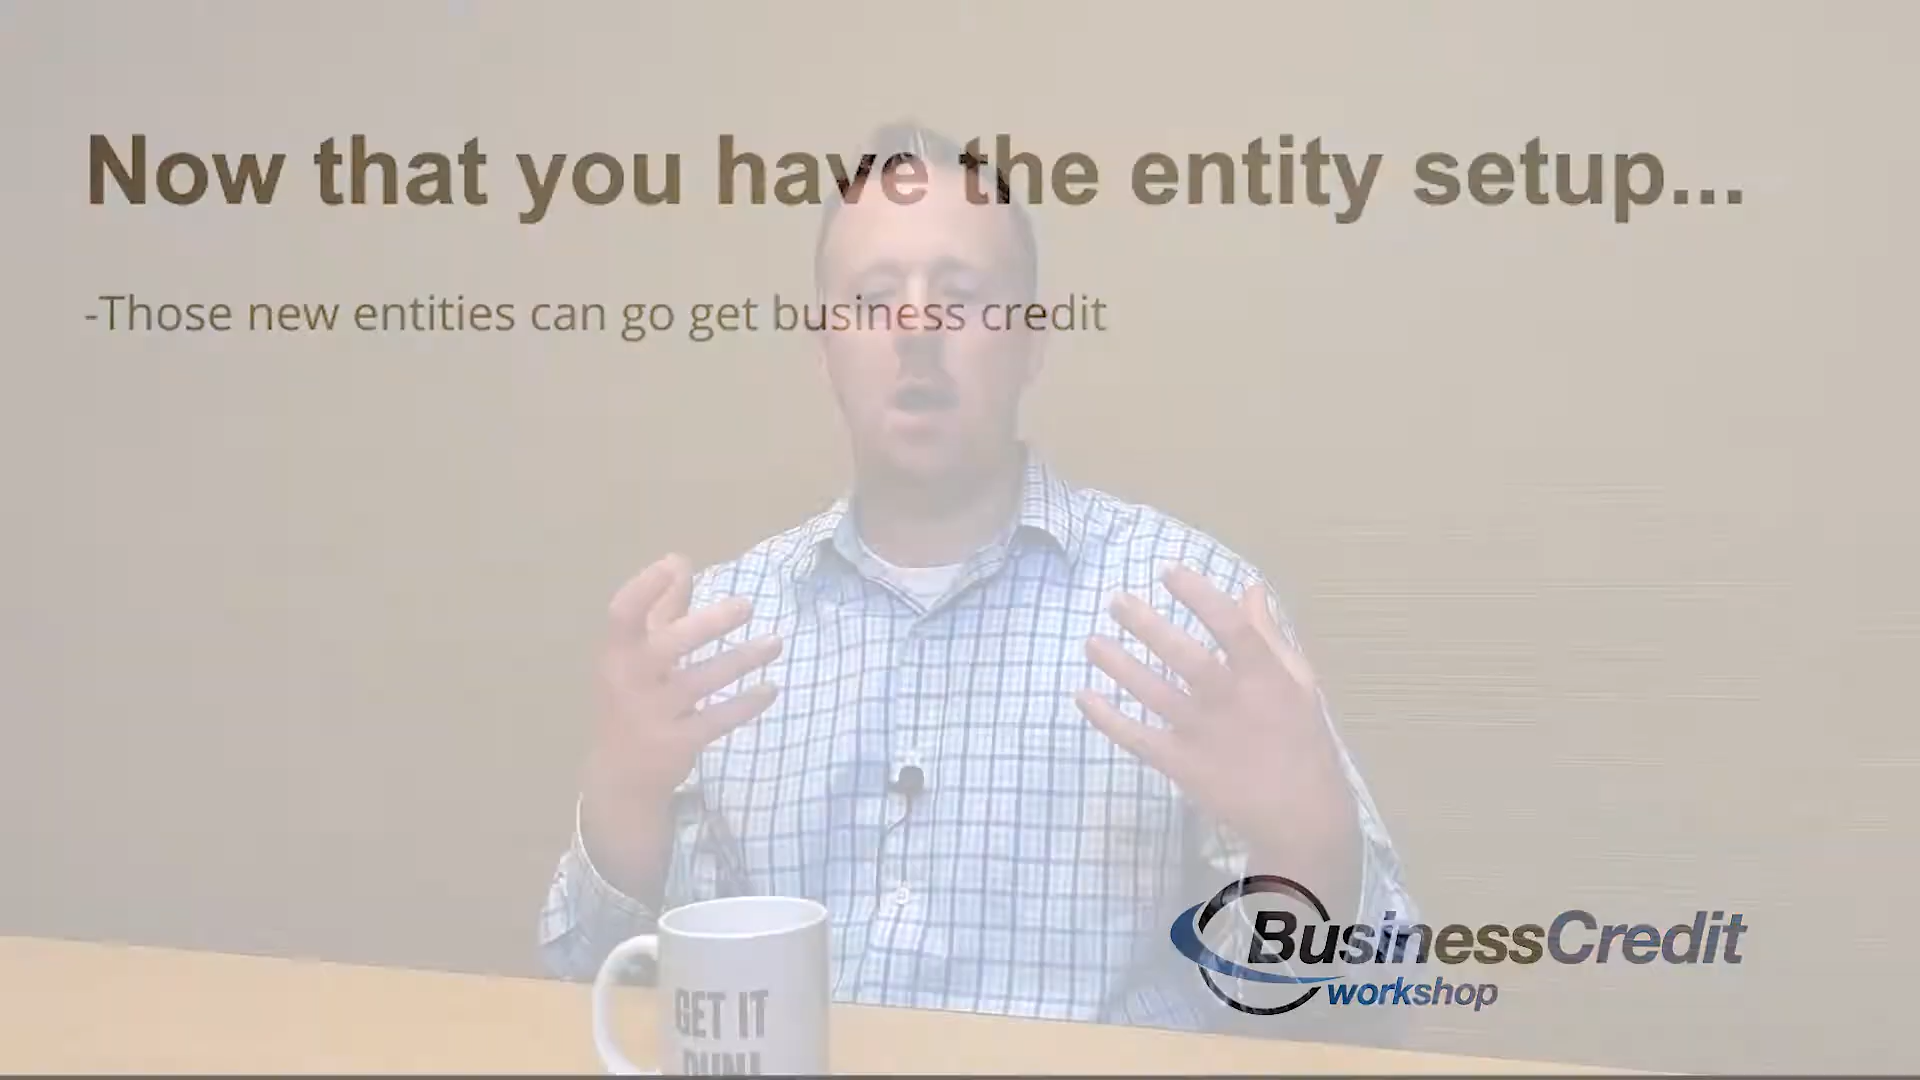 Now that you have the entity setup...
-Those new entities can go get business credit
BusinessCredit
workshop
GET IT